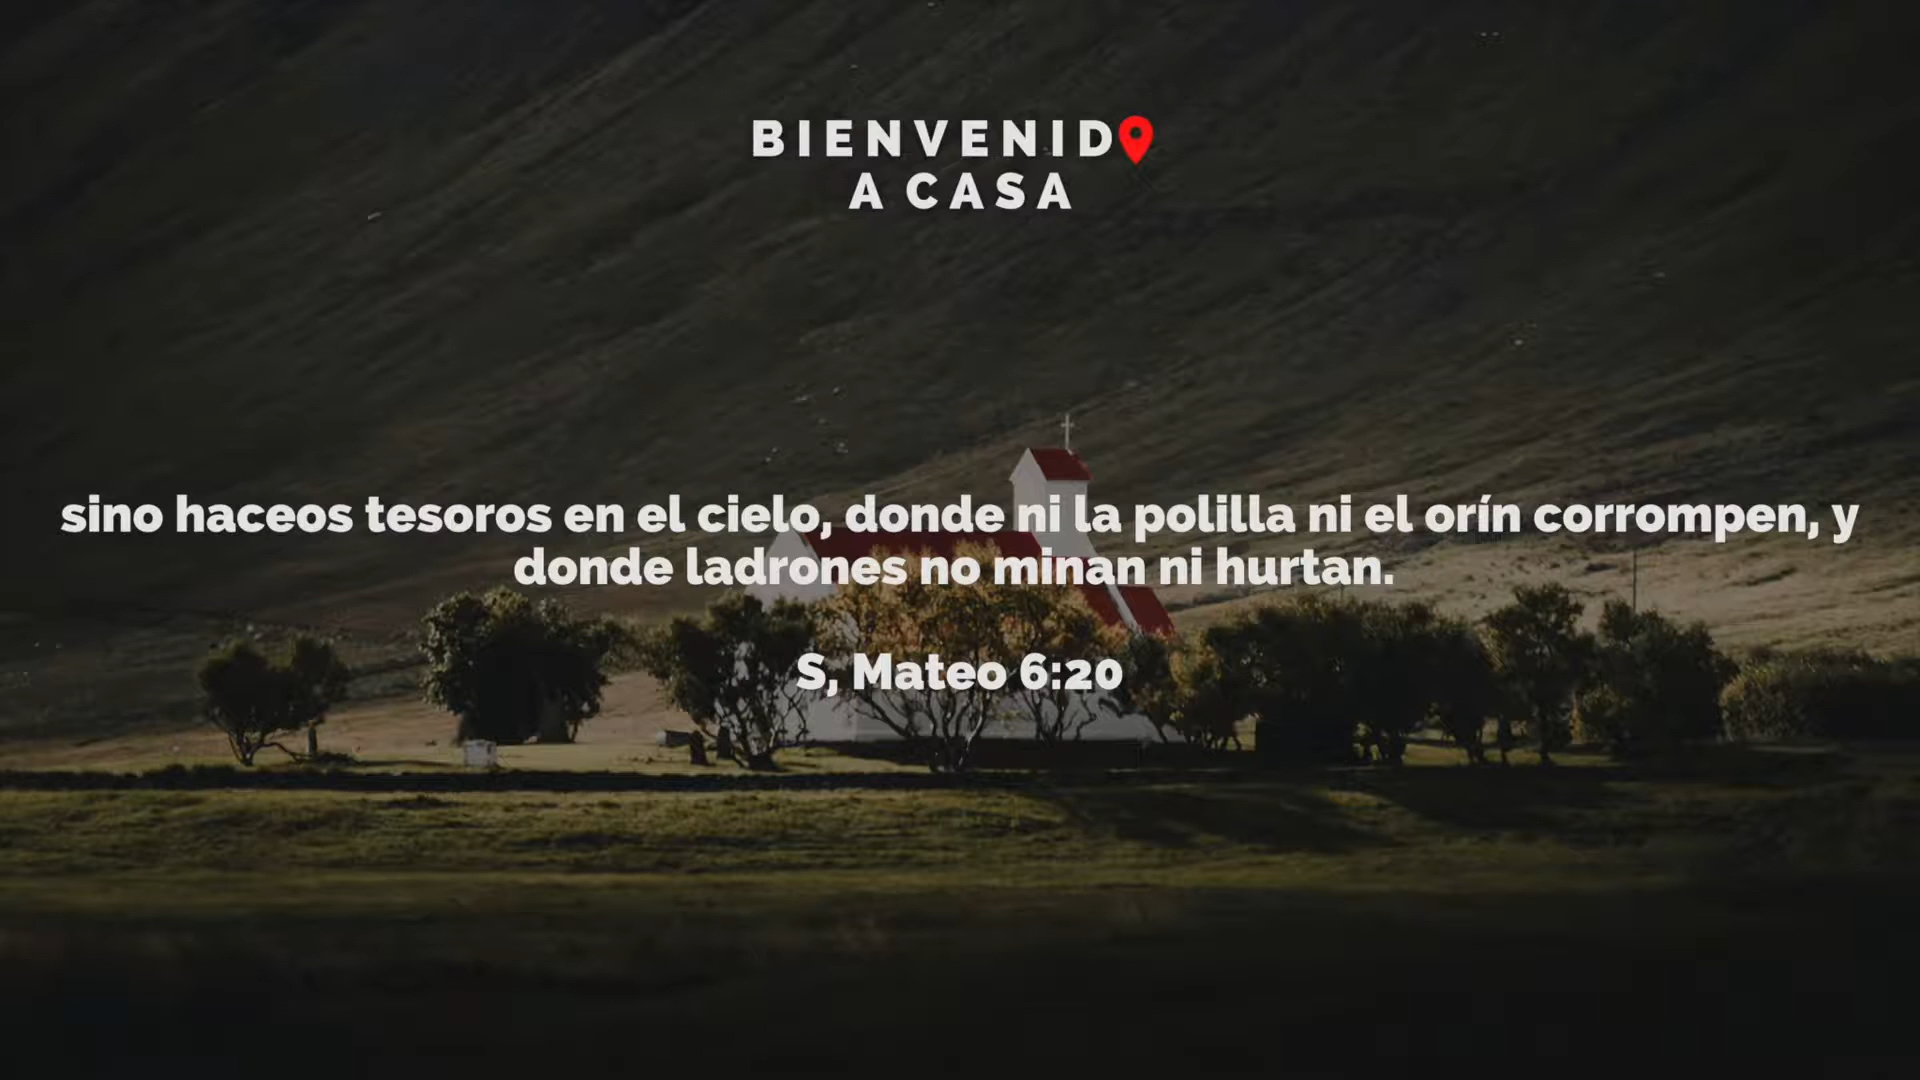 BIENVENIDO
A CASA
sino haceos tesoros en el cielo, donde ni la polilla ni el orín corrompen, y
donde ladrones no minan ni hurtan.
S, Mateo 6:20